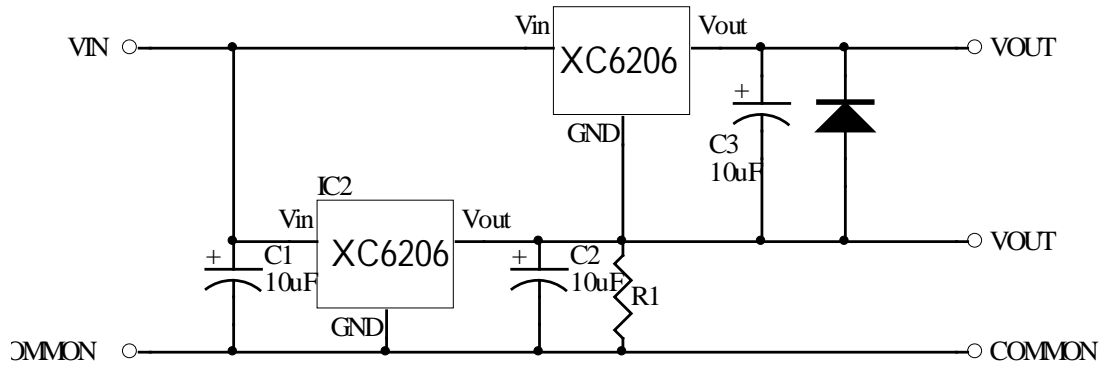 Vin
Vout
VIN
VOUT
XC6206
+
GND
C3
10uF
IC2
Vin
Vout
VOUT
XC6206
+
C1
10uF
+
C2
10uF
R1
GND
OMMON
COMMON